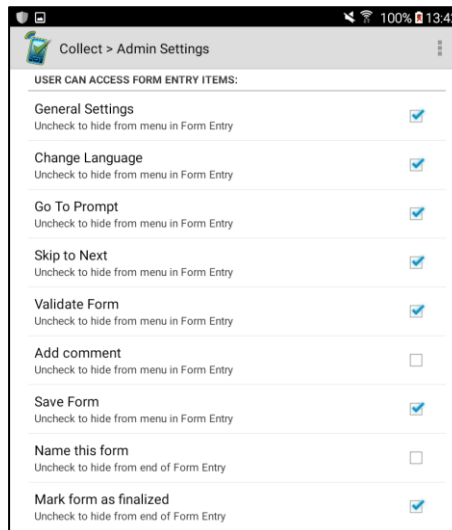 100% 13:42
Collect > Admin Settings
USER CAN ACCESS FORM ENTRY ITEMS:
General Settings
Uncheck to hide from menu in Form Entry
Change Language
Uncheck to hide from menu in Form Entry
Go To Prompt
Uncheck to hide from menu in Form Entry
Skip to Next
Uncheck to hide from menu in Form Entry
Validate Form
Uncheck to hide from menu in Form Entry
Add comment
Uncheck to hide from menu in Form Entry
Save Form
Uncheck to hide from menu in Form Entry
Name this form
Uncheck to hide from end of Form Entry
Mark form as finalized
Uncheck to hide from end of Form Entry